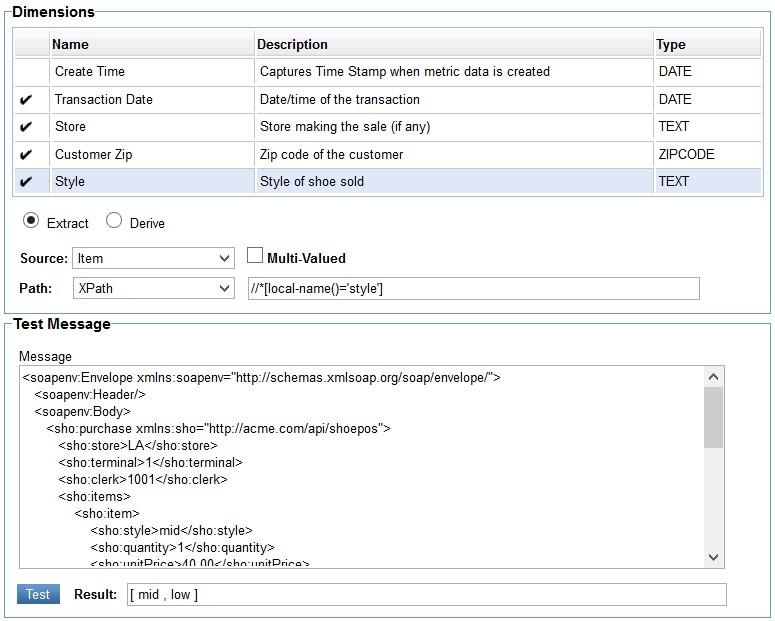 Dimensions
Name Description Type
Create Time Captures Time Stamp when metric data is created DATE
Transaction Date Date/time of the transaction DATE
Store Store making the sale (if any) TEXT
Customer Zip Zip code of the customer ZIPCODE
Style Style of shoe sold TEXT
Extract Derive
Source: Item Multi-Valued
Path: XPath //*[local-name()='style']
Test Message
Message
<soapenv:Envelope xmlns:soapenv="http://schemas.xmlsoap.org/soap/envelope/">
<soapenv:Header/>
<soapenv:Body>
<sho:purchase xmlns:sho="http://acme.com/api/shoepos">
<sho:store>LA</sho:store>
<sho:terminal>1</sho:terminal>
<sho:clerk>1001</sho:clerk>
<sho:items>
<sho:item>
<sho:style>mid</sho:style>
<sho:quantity>1</sho:quantity>
<sho:unitPrice>40.00</sho:unitPrice>
Test Result: [ mid , low ]